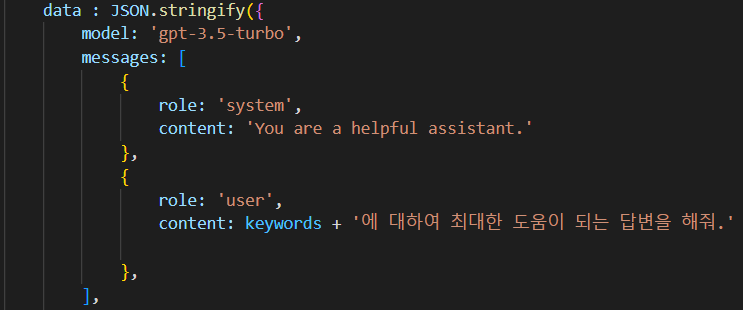 data : JSON.stringify({
model: 'gpt-3.5-turbo',
messages: [
{
role: 'system',
content: 'You are a helpful assistant.'
},
{
role: 'user',
content: keywords + '에 대하여 최대한 도움이 되는 답변을 해줘.'
},
],